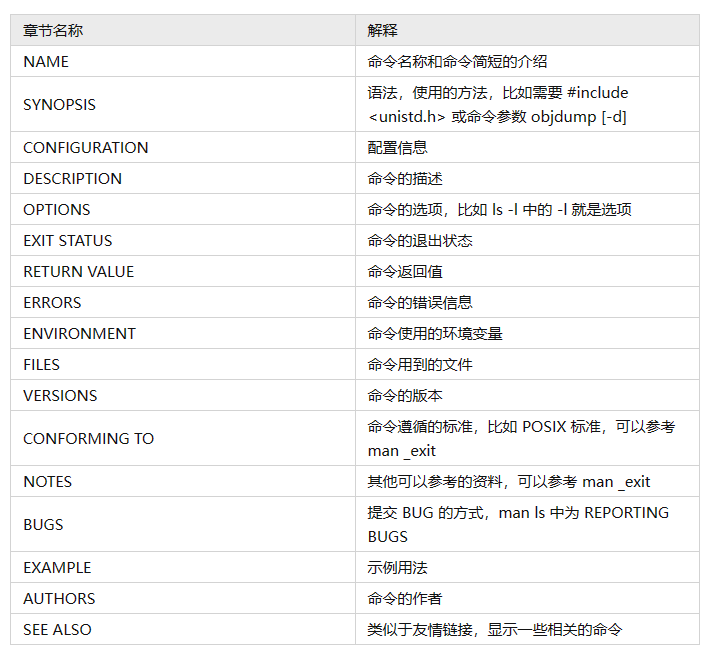 章节名称 解释
NAME 命令名称和命令简短的介绍
SYNOPSIS 语法，使用的方法，比如需要 #include
<unistd.h> 或命令参数 objdump [-d]
CONFIGURATION 配置信息
DESCRIPTION 命令的描述
OPTIONS 命令的选项，比如 ls -l 中的 -l 就是选项
EXIT STATUS 命令的退出状态
RETURN VALUE 命令返回值
ERRORS 命令的错误信息
ENVIRONMENT 命令使用的环境变量
FILES 命令用到的文件
VERSIONS 命令的版本
CONFORMING TO 命令遵循的标准，比如 POSIX 标准，可以参考
man _exit
NOTES 其他可以参考的资料，可以参考 man _exit
BUGS 提交 BUG 的方式，man ls 中为 REPORTING
BUGS
EXAMPLE 示例用法
AUTHORS 命令的作者
SEE ALSO 类似于友情链接，显示一些相关的命令